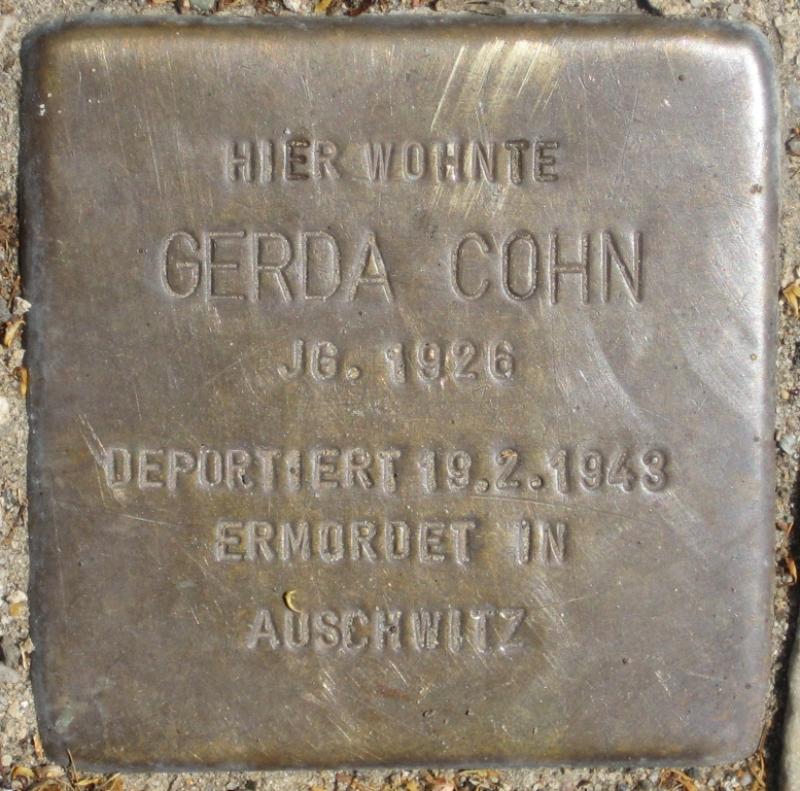 HIER WOHNTE
GERDA COHN
JG. 1926
DEPORTIERT 19.2.1943
ERMORDET IN
AUSCHWITZ